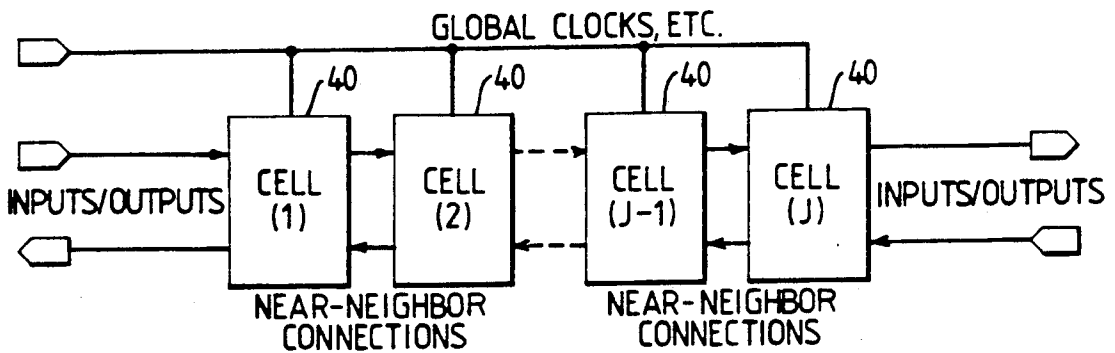 GLOBAL CLOCKS, ETC.
40 40 40 40
INPUTS/OUTPUTS
CELL
(1)
CELL
(2)
CELL
(J-1)
CELL
(J)
INPUTS/OUTPUTS
NEAR-NEIGHBOR
CONNECTIONS
NEAR-NEIGHBOR
CONNECTIONS